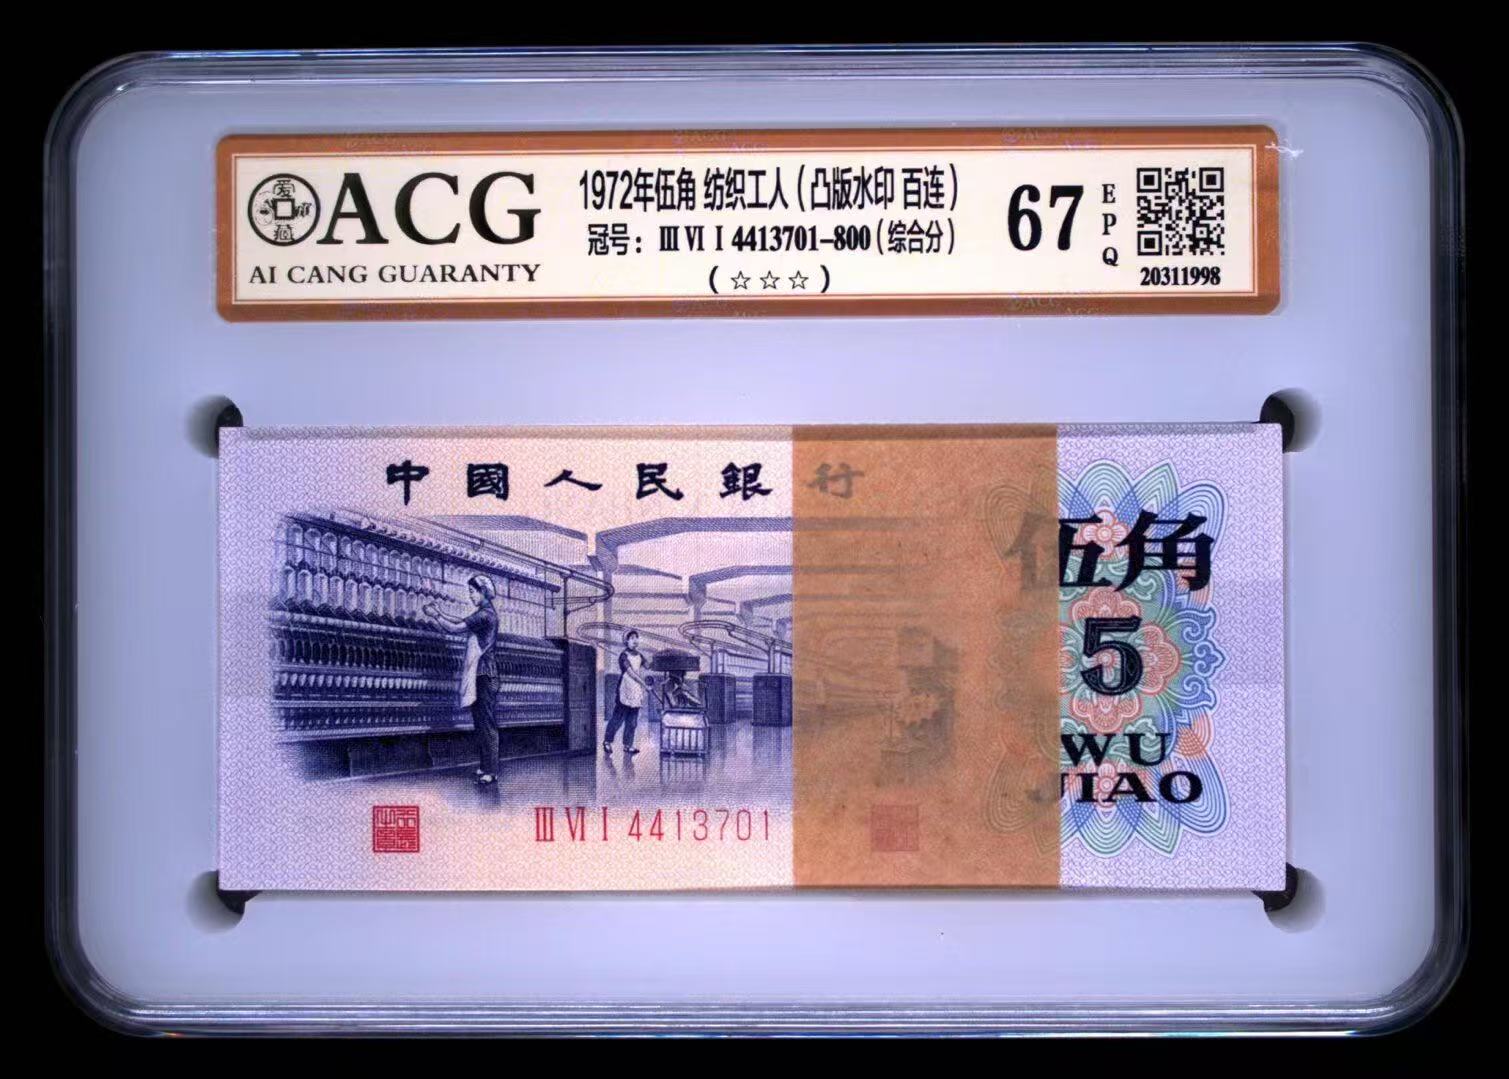 ACG
AI CANG GUARANTY
1972年伍角 纺织工人(凸版水印 百连)
冠号: Ⅲ Ⅵ Ⅰ 4413701-800(综合分)
(☆☆☆)
67
EPQ
20311998
中國人民銀行
伍角
5
WU
JIAO
Ⅲ Ⅵ Ⅰ 4413701